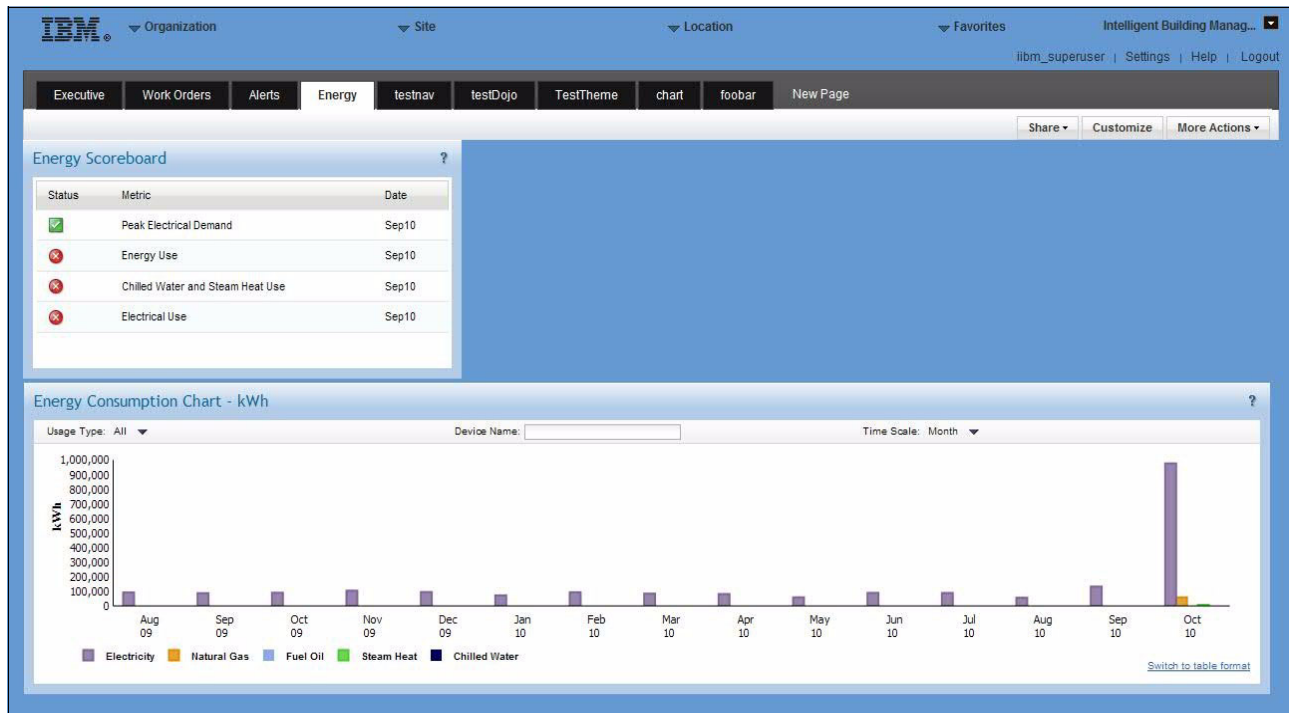 IBM® Organization Site Location Favorites Intelligent Building Manag...
iibm_superuser | Settings | Help | Logout
Executive Work Orders Alerts Energy testnav testDojo TestTheme chart foobar New Page
Share Customize More Actions
Energy Scoreboard ?
Status Metric Date
Peak Electrical Demand Sep10
Energy Use Sep10
Chilled Water and Steam Heat Use Sep10
Electrical Use Sep10
Energy Consumption Chart - kWh ?
Usage Type: All Device Name: Time Scale: Month
1,000,000
900,000
800,000
700,000
600,000
500,000
400,000
300,000
200,000
100,000
0
kWh
Aug Sep Oct Nov Dec Jan Feb Mar Apr May Jun Jul Aug Sep Oct
09 09 09 09 09 10 10 10 10 10 10 10 10 10 10
Electricity Natural Gas Fuel Oil Steam Heat Chilled Water
Switch to table format